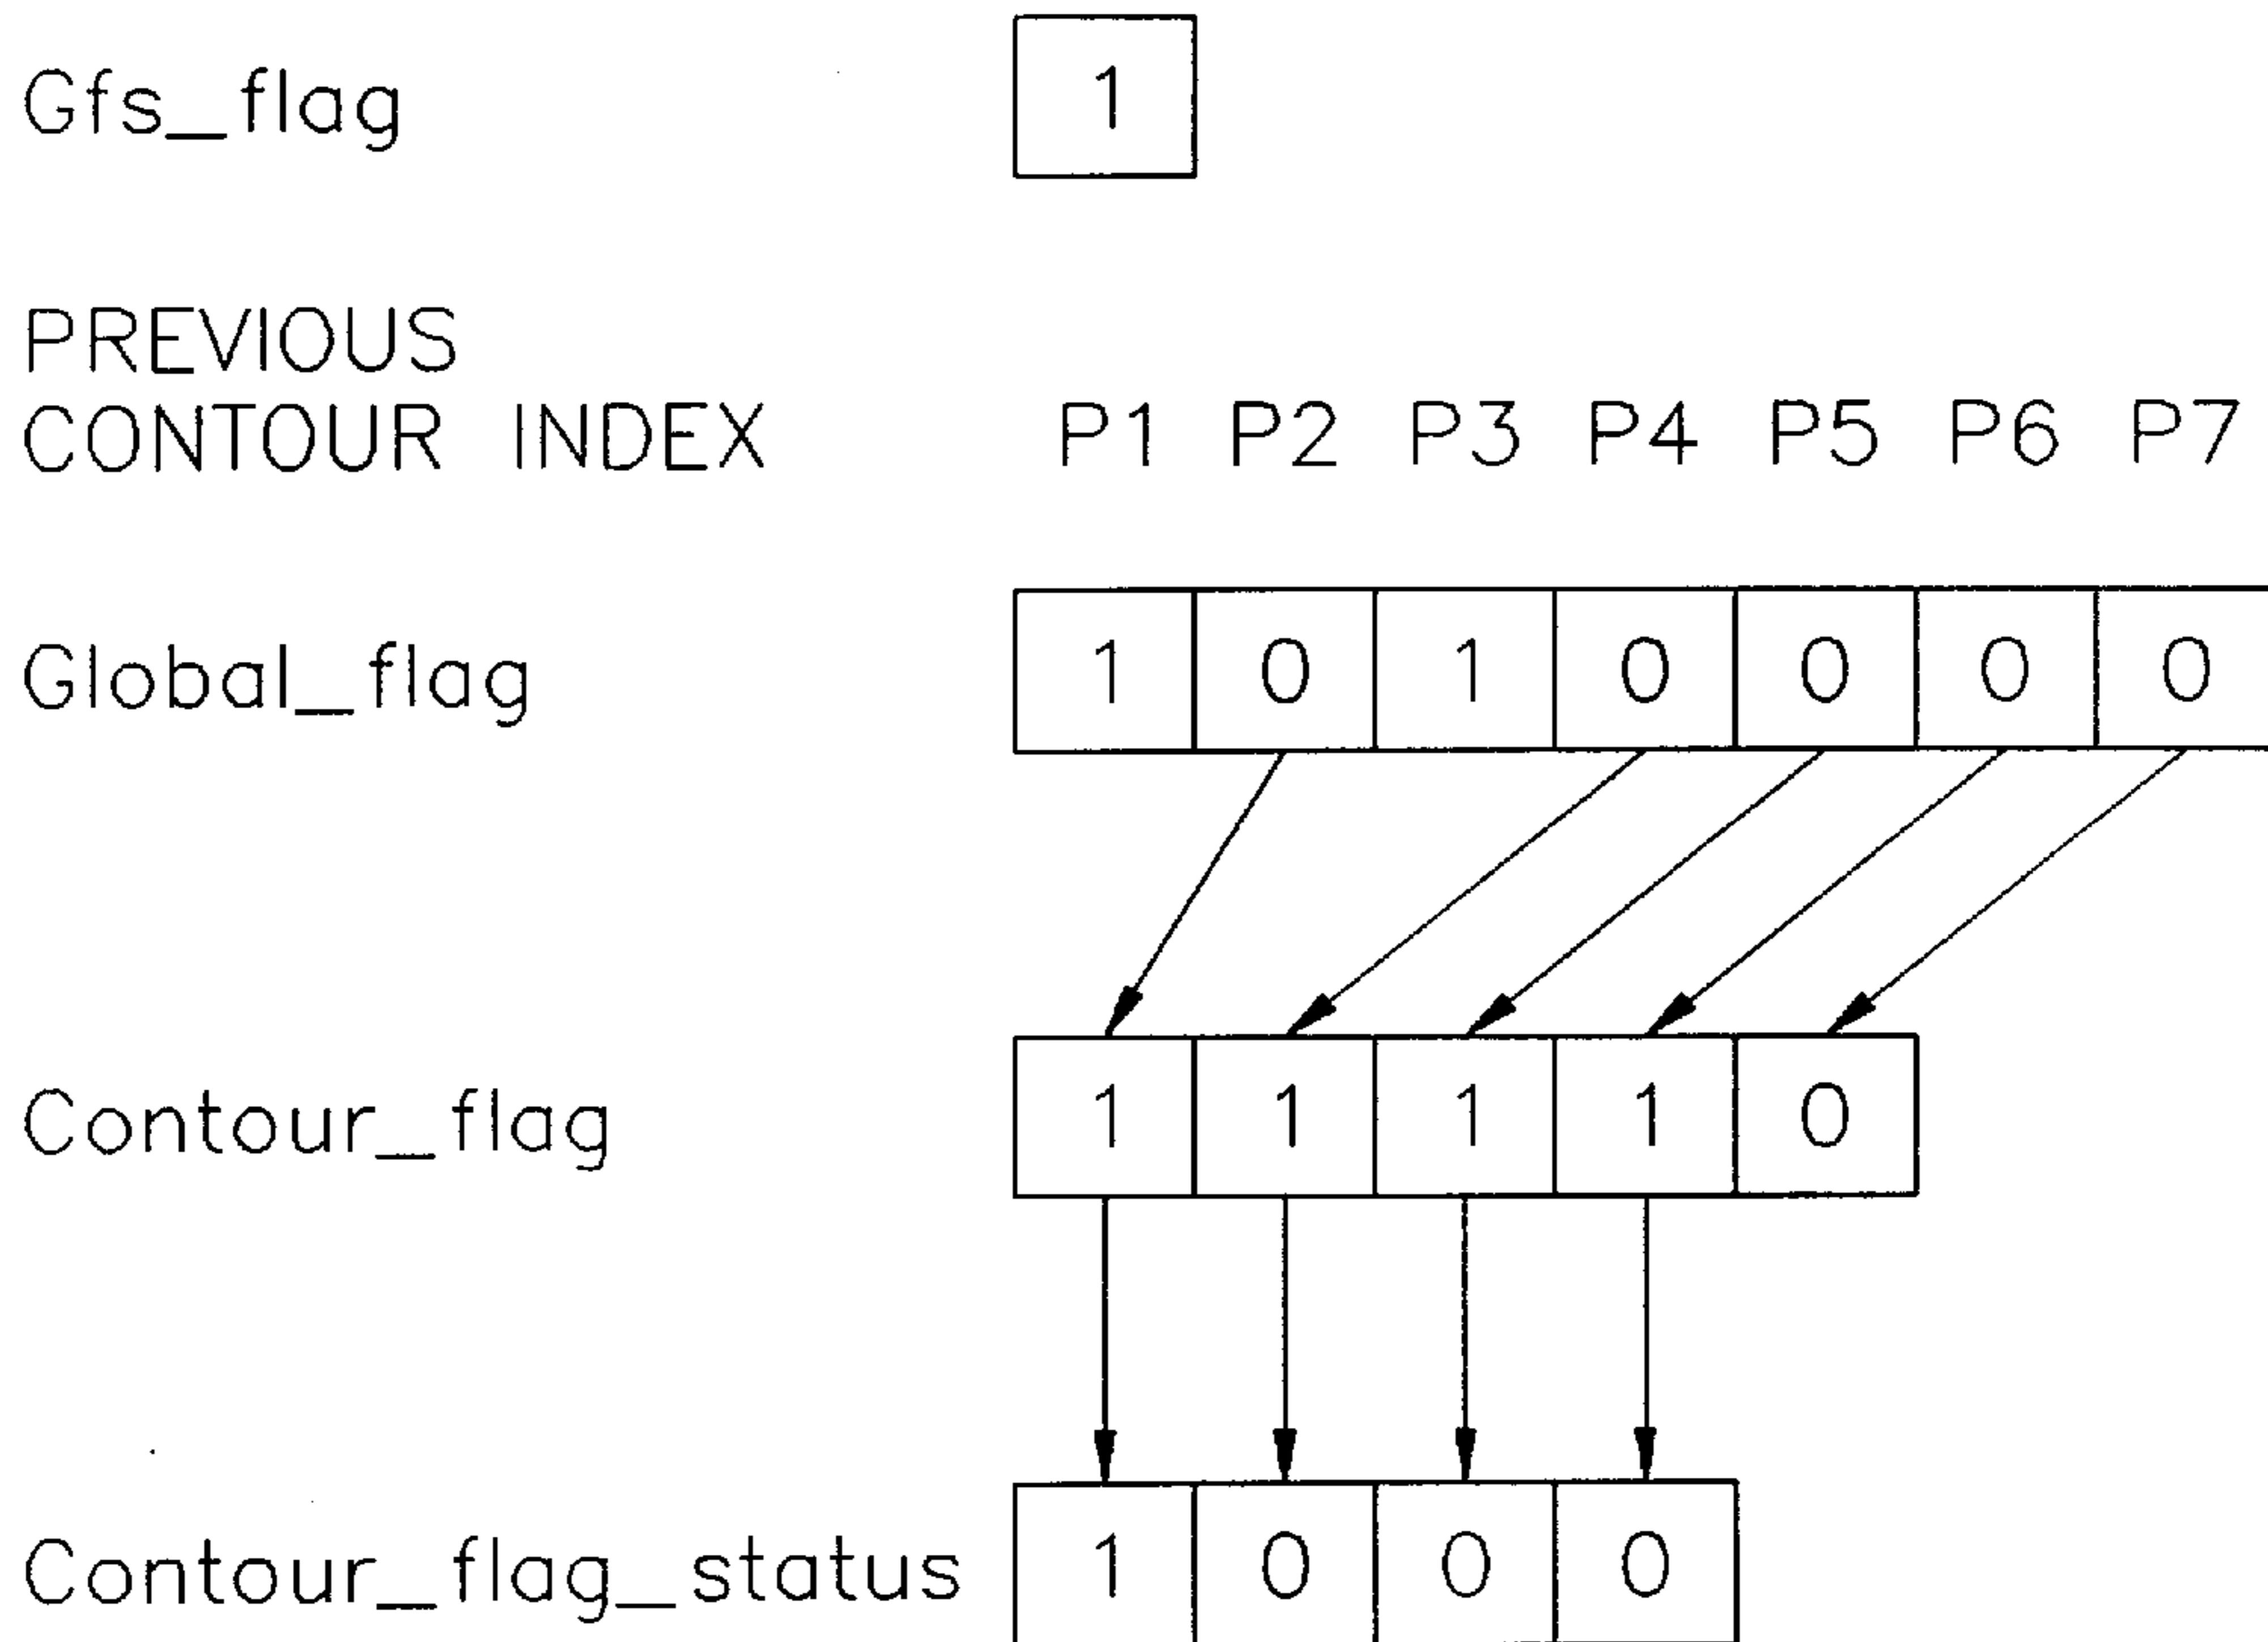 Gfs_flag 1
PREVIOUS
CONTOUR INDEX P1 P2 P3 P4 P5 P6 P7
Global_flag 1 0 1 0 0 0 0
Contour_flag 1 1 1 1 0
Contour_flag_status 1 0 0 0